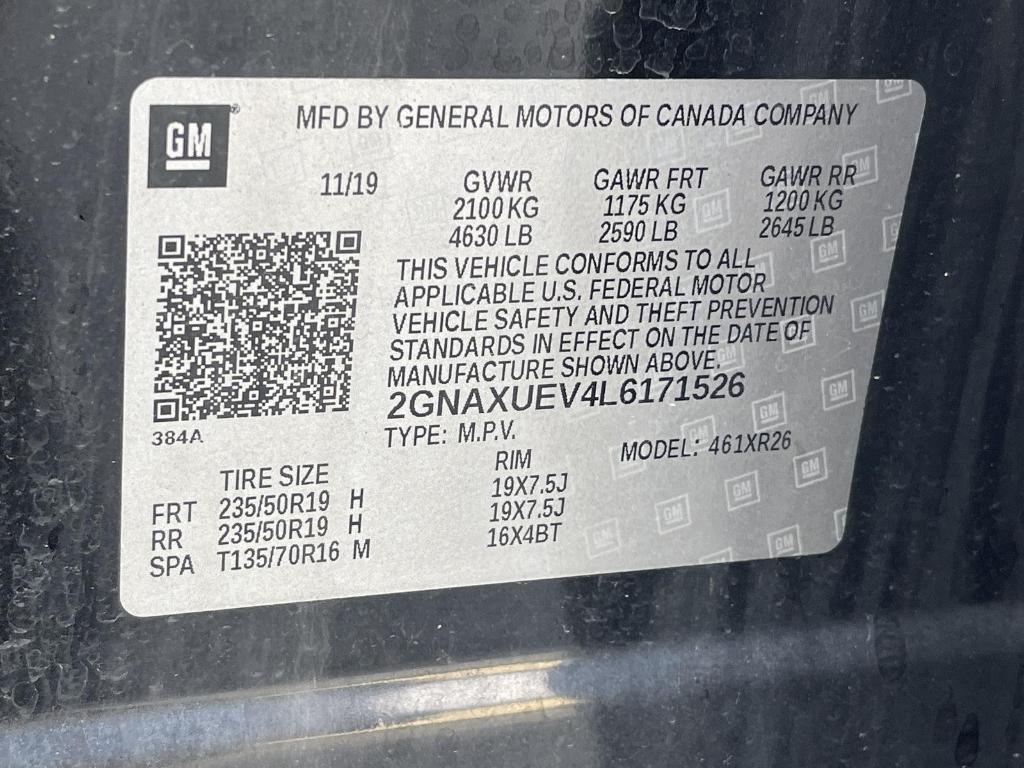 GM®
MFD BY GENERAL MOTORS OF CANADA COMPANY
11/19 GVWR GAWR FRT GAWR RR
2100 KG 1175 KG 1200 KG
4630 LB 2590 LB 2645 LB
THIS VEHICLE CONFORMS TO ALL
APPLICABLE U.S. FEDERAL MOTOR
VEHICLE SAFETY AND THEFT PREVENTION
STANDARDS IN EFFECT ON THE DATE OF
MANUFACTURE SHOWN ABOVE.
2GNAXUEV4L6171526
384A
TYPE: M.P.V. MODEL: 461XR26
TIRE SIZE RIM
FRT 235/50R19 H 19X7.5J
RR 235/50R19 H 19X7.5J
SPA T135/70R16 M 16X4BT